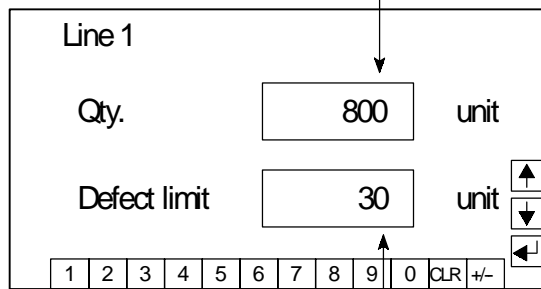 Line 1
Qty. 800 unit
Defect limit 30 unit
1 2 3 4 5 6 7 8 9 0 CLR +/−